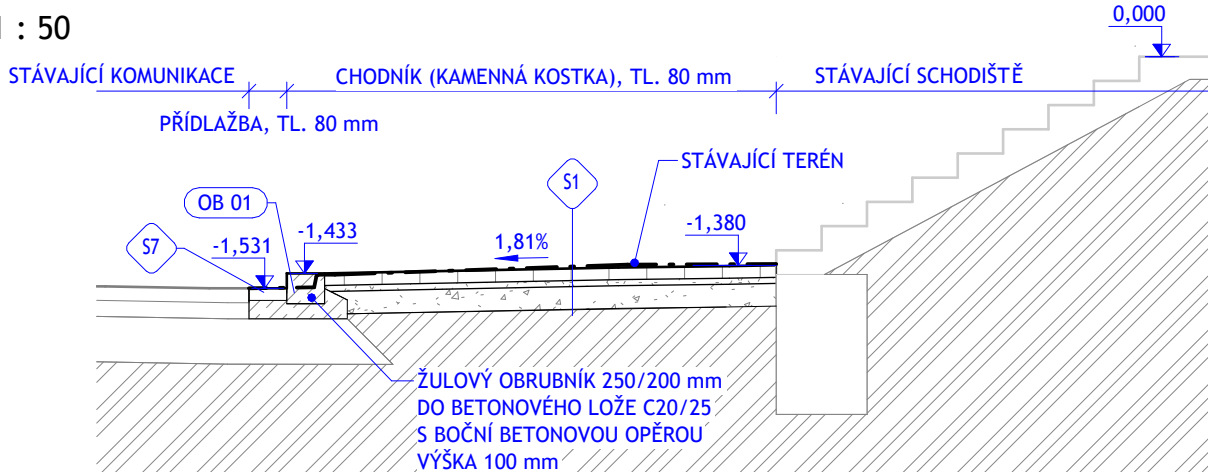 : 50
0,000
STÁVAJÍCÍ KOMUNIKACE
CHODNÍK (KAMENNÁ KOSTKA), TL. 80 mm
STÁVAJÍCÍ SCHODIŠTĚ
PŘÍDLAŽBA, TL. 80 mm
STÁVAJÍCÍ TERÉN
S1
OB 01
S7
-1,531
-1,433
1,81%
-1,380
ŽULOVÝ OBRUBNÍK 250/200 mm
DO BETONOVÉHO LOŽE C20/25
S BOČNÍ BETONOVOU OPĚROU
VÝŠKA 100 mm